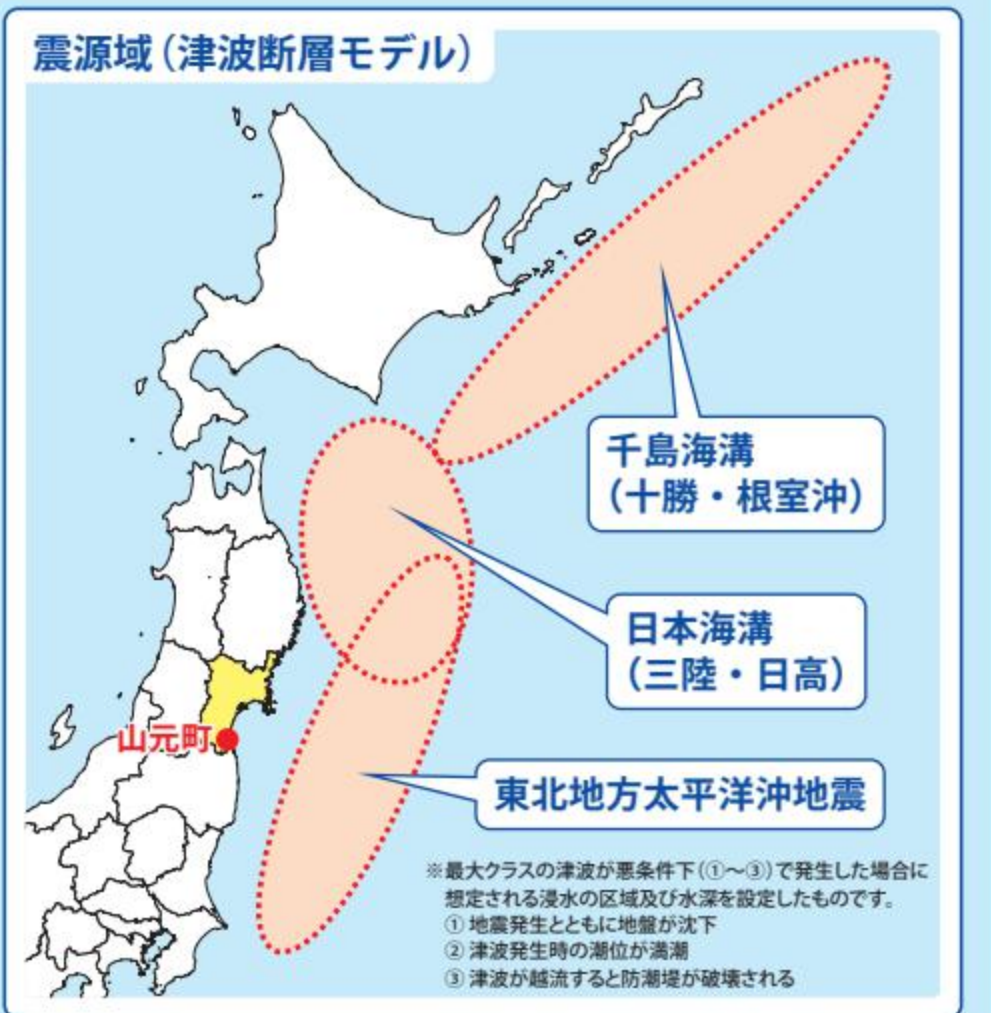 震源域（津波断層モデル）
千島海溝
（十勝・根室沖）
日本海溝
（三陸・日高）
山元町
東北地方太平洋沖地震
※最大クラスの津波が悪条件下（①～③）で発生した場合に
想定される浸水の区域及び水深を設定したものです。
① 地震発生とともに地盤が沈下
② 津波発生時の潮位が満潮
③ 津波が越流すると防潮堤が破壊される